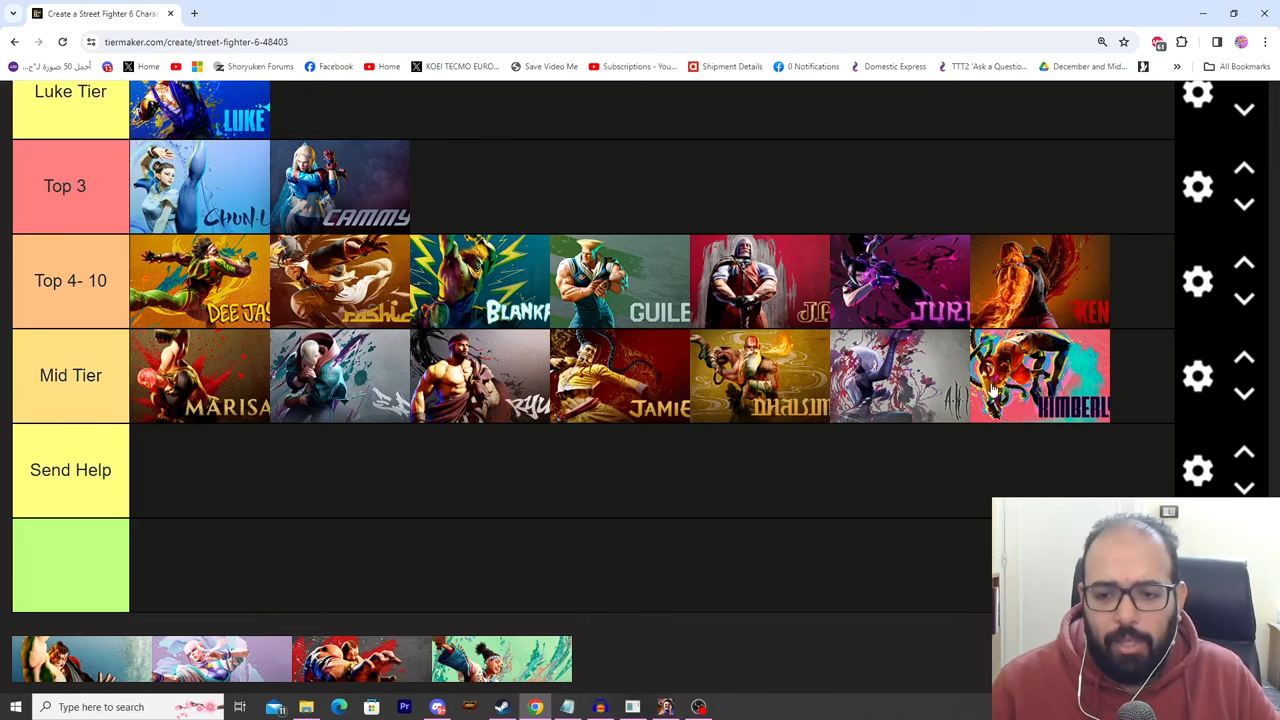 Create a Street Fighter 6 Charac
tiermaker.com/create/street-fighter-6-48403
أجمل 50 صورة لـ"ح... Home Shoryuken Forums Facebook Home KOEI TECMO EURO... Save Video Me Subscriptions - You... Shipment Details 0 Notifications Domestic Express TTT2 'Ask a Questio... December and Mid... All Bookmarks
Luke Tier LUKE
Top 3 CHUN-L CAMMY
Top 4- 10 DEE JA RASHI BLANK GUILE JURI KEN
Mid Tier MARISA RYU JAMIE DHALSIM A.K.I KIMBERL
Send Help
Type here to search